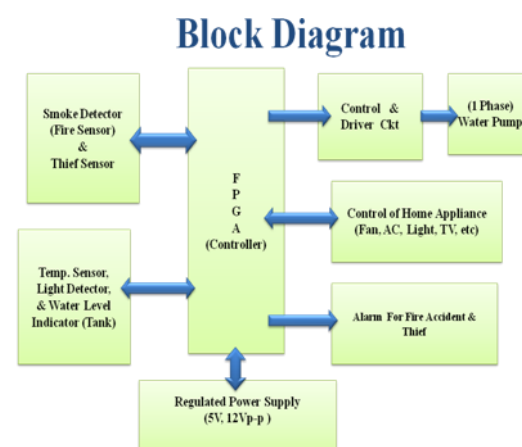 Block Diagram
Smoke Detector
(Fire Sensor)
&
Thief Sensor
F
P
G
A
(Controller)
Control &
Driver Ckt
(1 Phase)
Water Pump
Control of Home Appliance
(Fan, AC, Light, TV, etc)
Temp. Sensor,
Light Detector,
& Water Level
Indicator (Tank)
Alarm For Fire Accident &
Thief
Regulated Power Supply
(5V, 12Vp-p )